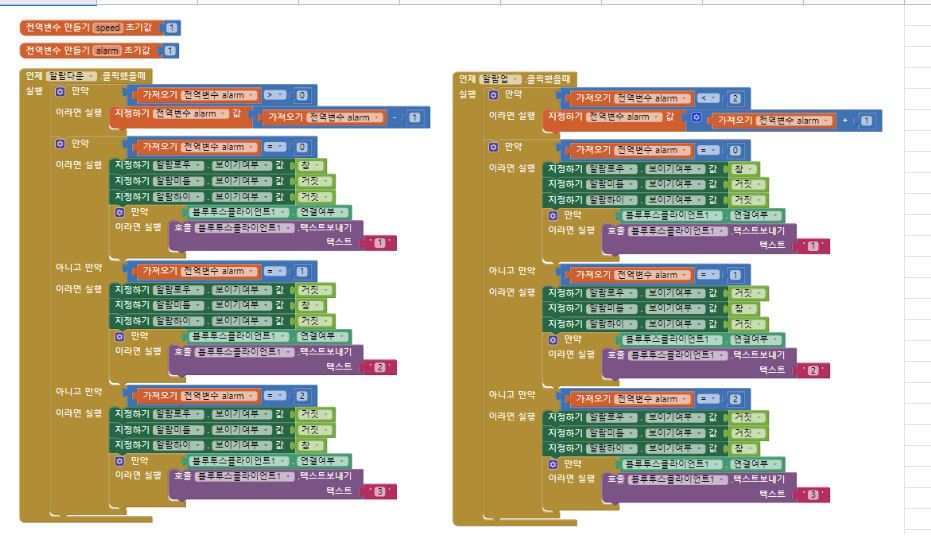 전역변수 만들기 speed 초기값 1
전역변수 만들기 alarm 초기값 1
언제 알람다운 .클릭했을때
실행 만약 가져오기 전역변수 alarm > 0
이라면 실행 지정하기 전역변수 alarm 값 가져오기 전역변수 alarm - 1
만약 가져오기 전역변수 alarm = 0
이라면 실행 지정하기 알람로우 . 보이기여부 값 참
지정하기 알람미들 . 보이기여부 값 거짓
지정하기 알람하이 . 보이기여부 값 거짓
만약 블루투스클라이언트1 . 연결여부
이라면 실행 호출 블루투스클라이언트1 .텍스트보내기
텍스트 " 1 "
아니고 만약 가져오기 전역변수 alarm = 1
이라면 실행 지정하기 알람로우 . 보이기여부 값 거짓
지정하기 알람미들 . 보이기여부 값 참
지정하기 알람하이 . 보이기여부 값 거짓
만약 블루투스클라이언트1 . 연결여부
이라면 실행 호출 블루투스클라이언트1 .텍스트보내기
텍스트 " 2 "
아니고 만약 가져오기 전역변수 alarm = 2
이라면 실행 지정하기 알람로우 . 보이기여부 값 거짓
지정하기 알람미들 . 보이기여부 값 거짓
지정하기 알람하이 . 보이기여부 값 참
만약 블루투스클라이언트1 . 연결여부
이라면 실행 호출 블루투스클라이언트1 .텍스트보내기
텍스트 " 3 "
언제 알람업 .클릭했을때
실행 만약 가져오기 전역변수 alarm < 2
이라면 실행 지정하기 전역변수 alarm 값 가져오기 전역변수 alarm + 1
만약 가져오기 전역변수 alarm = 0
이라면 실행 지정하기 알람로우 . 보이기여부 값 참
지정하기 알람미들 . 보이기여부 값 거짓
지정하기 알람하이 . 보이기여부 값 거짓
만약 블루투스클라이언트1 . 연결여부
이라면 실행 호출 블루투스클라이언트1 .텍스트보내기
텍스트 " 1 "
아니고 만약 가져오기 전역변수 alarm = 1
이라면 실행 지정하기 알람로우 . 보이기여부 값 거짓
지정하기 알람미들 . 보이기여부 값 참
지정하기 알람하이 . 보이기여부 값 거짓
만약 블루투스클라이언트1 . 연결여부
이라면 실행 호출 블루투스클라이언트1 .텍스트보내기
텍스트 " 2 "
아니고 만약 가져오기 전역변수 alarm = 2
이라면 실행 지정하기 알람로우 . 보이기여부 값 거짓
지정하기 알람미들 . 보이기여부 값 거짓
지정하기 알람하이 . 보이기여부 값 참
만약 블루투스클라이언트1 . 연결여부
이라면 실행 호출 블루투스클라이언트1 .텍스트보내기
텍스트 " 3 "